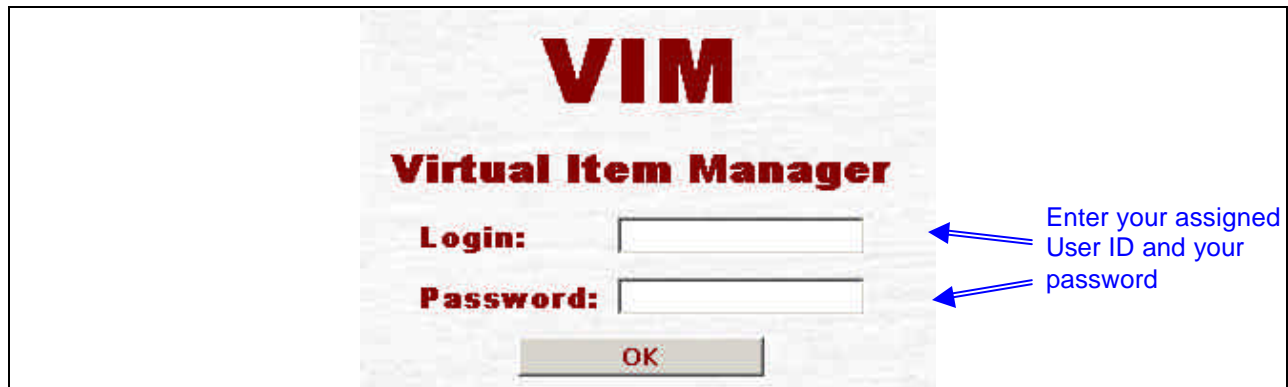 VIM
Virtual Item Manager
Login:
Password:
OK
Enter your assigned
User ID and your
password